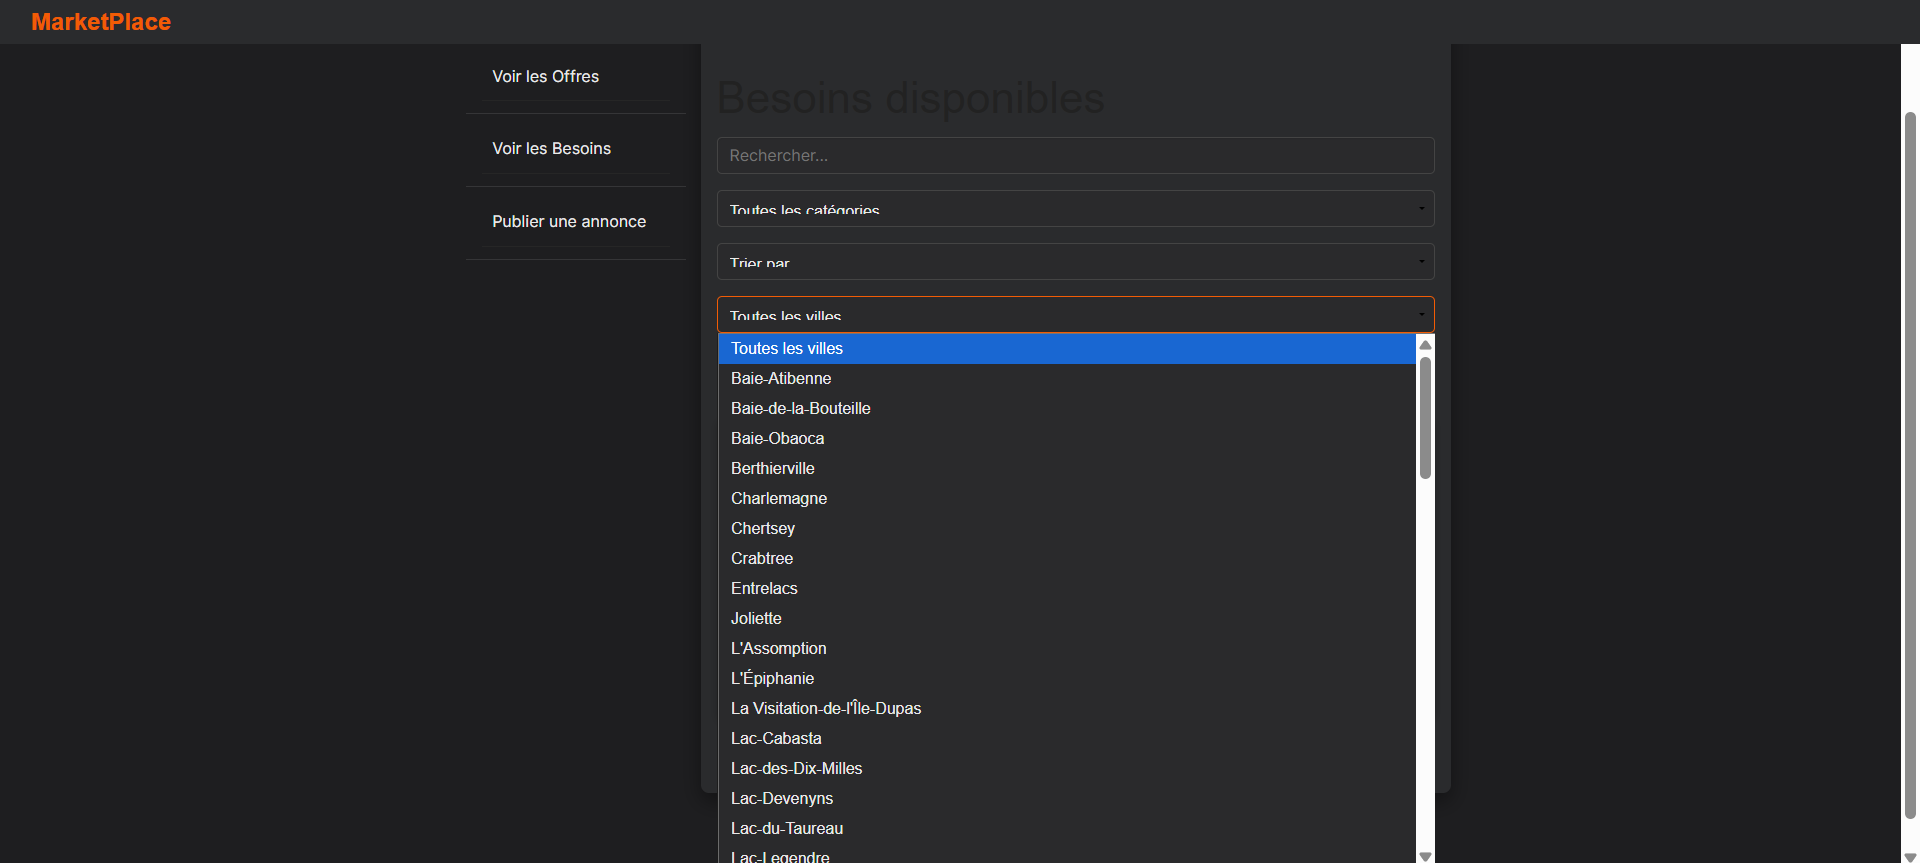 MarketPlace
Voir les Offres
Voir les Besoins
Publier une annonce
Besoins disponibles
Rechercher...
Toutes les catégories
Trier par
Toutes les villes
Toutes les villes
Baie-Atibenne
Baie-de-la-Bouteille
Baie-Obaoca
Berthierville
Charlemagne
Chertsey
Crabtree
Entrelacs
Joliette
L'Assomption
L'Épiphanie
La Visitation-de-l'Île-Dupas
Lac-Cabasta
Lac-des-Dix-Milles
Lac-Devenyns
Lac-du-Taureau
Lac-Legendre